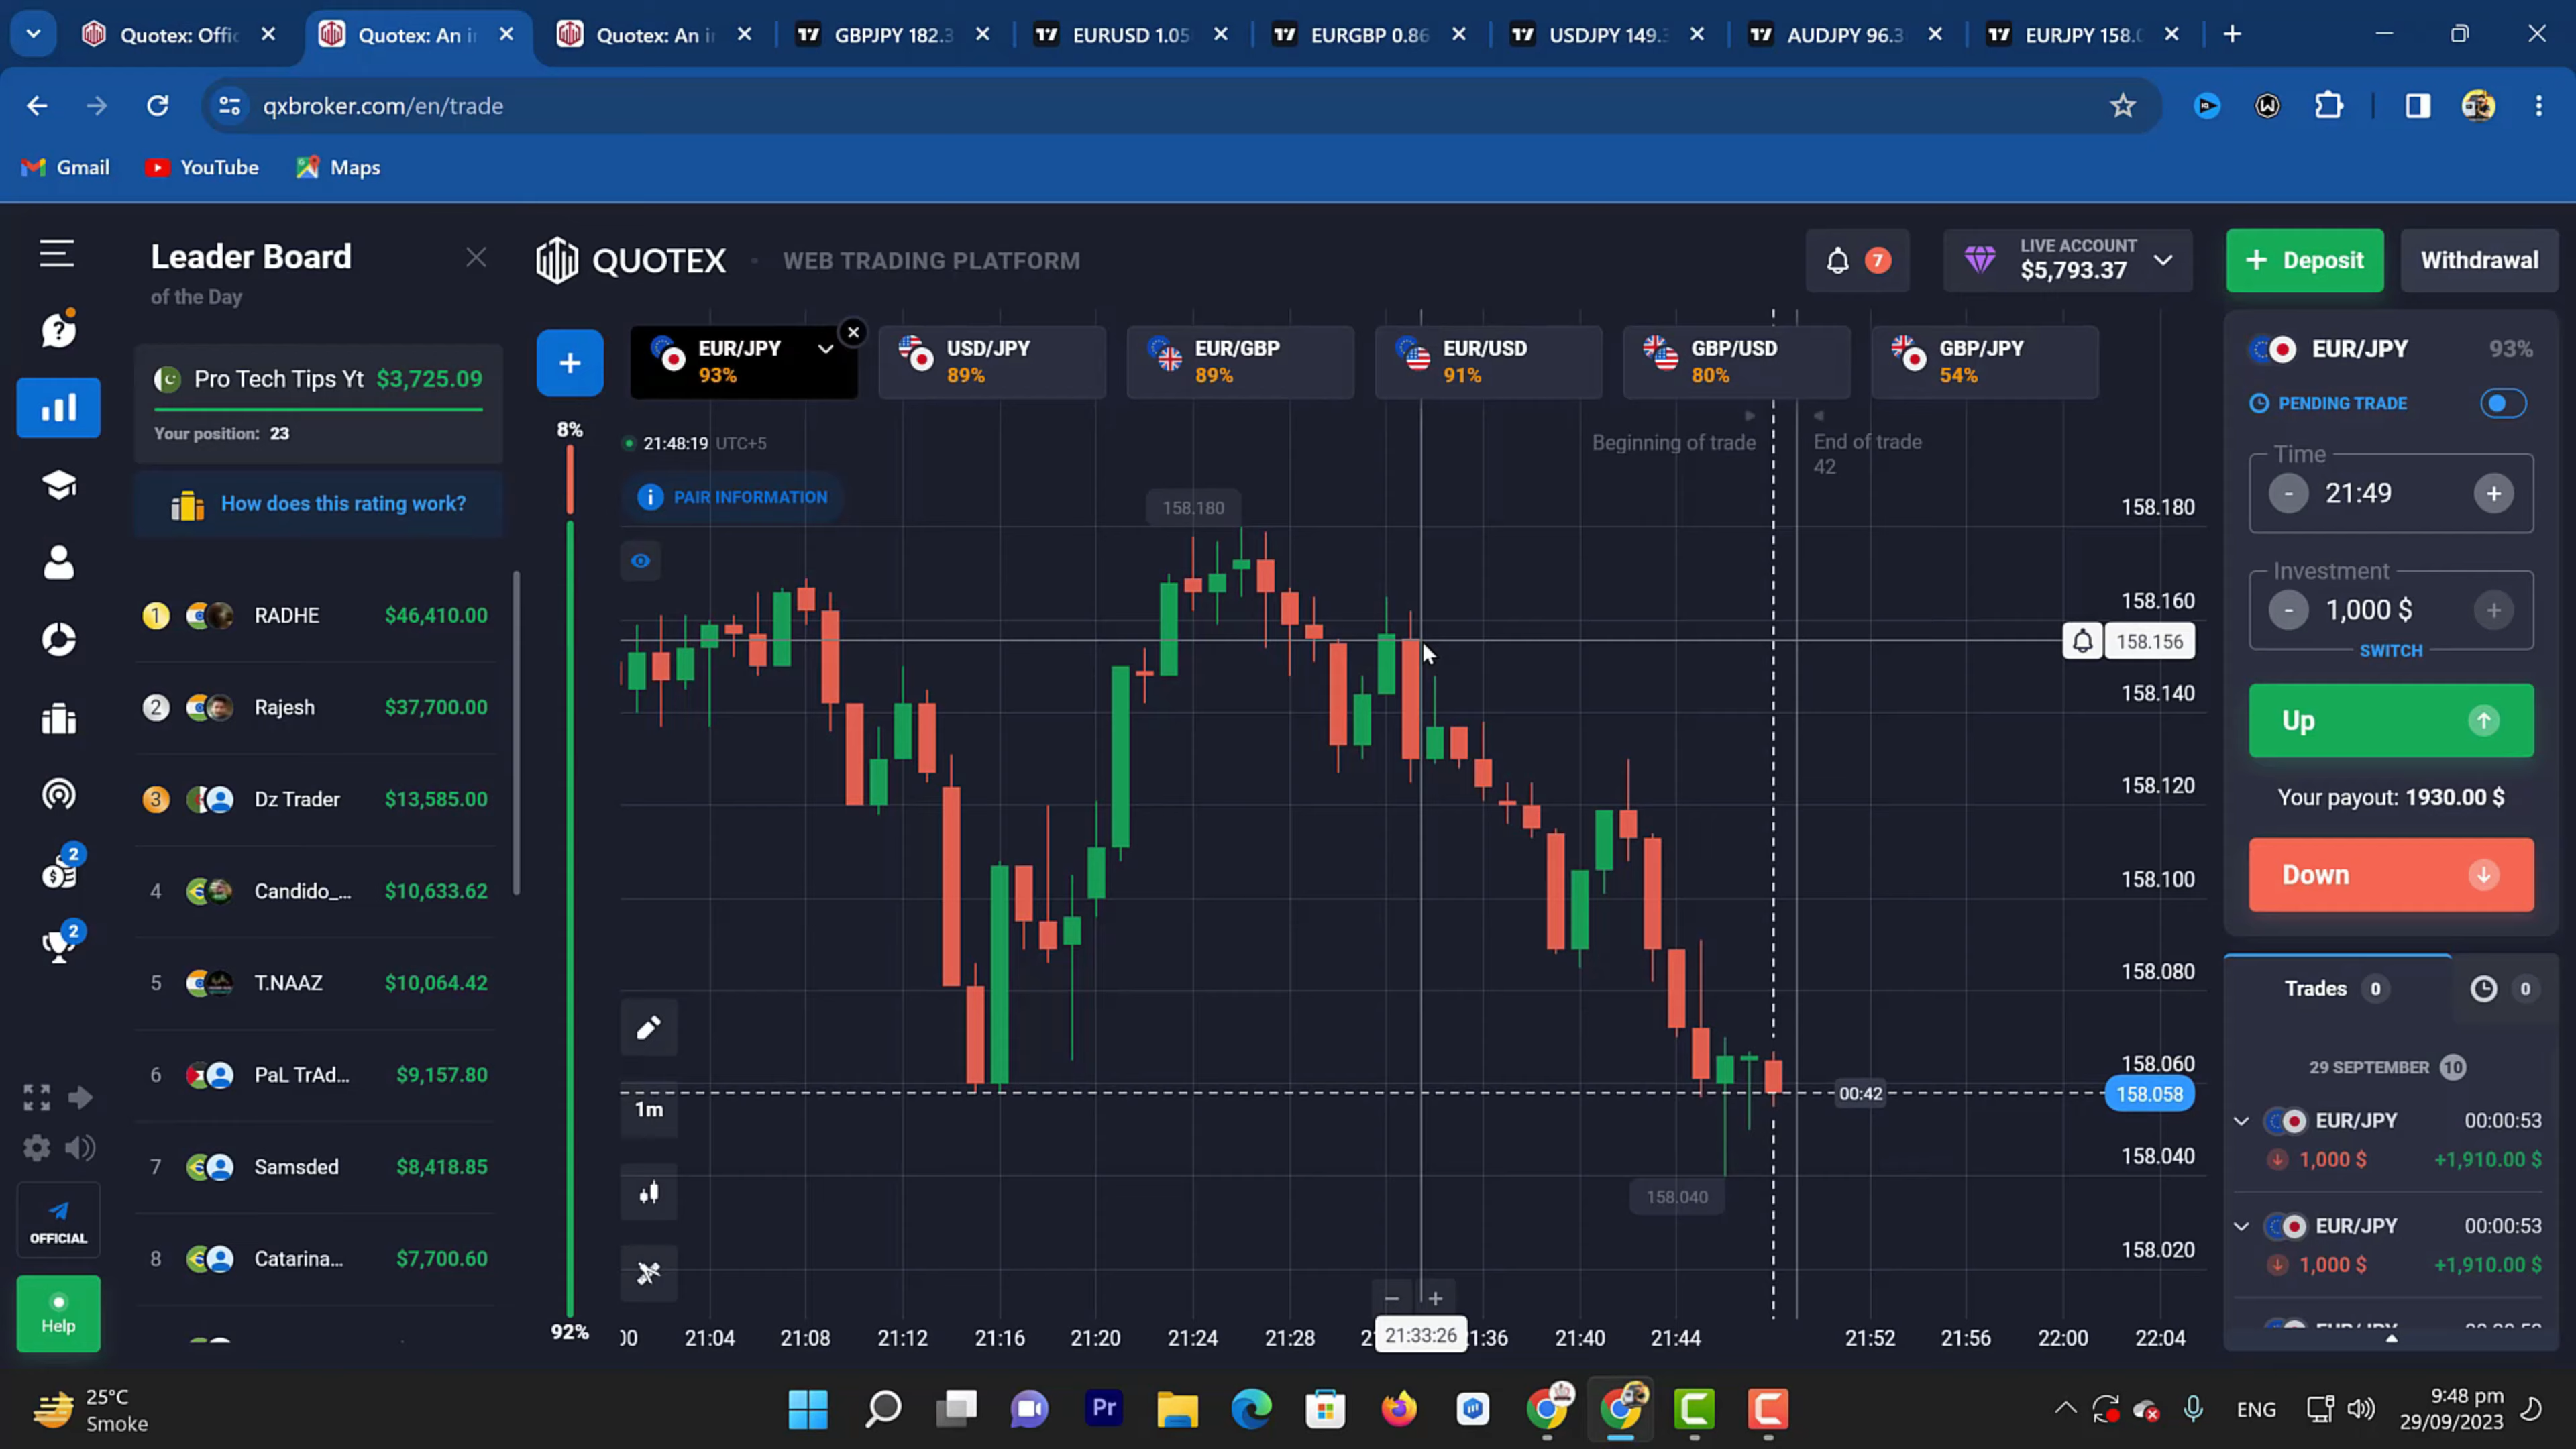 Quotex: Offic
Quotex: An i
Quotex: An i
GBPJPY 182.3
EURUSD 1.05
EURGBP 0.86
USDJPY 149.
AUDJPY 96.3
EURJPY 158.0
qxbroker.com/en/trade
Gmail
YouTube
Maps
Leader Board
of the Day
Pro Tech Tips Yt $3,725.09
Your position: 23
How does this rating work?
1 RADHE $46,410.00
2 Rajesh $37,700.00
3 Dz Trader $13,585.00
4 Candido_... $10,633.62
5 T.NAAZ $10,064.42
6 PaL TrAd... $9,157.80
7 Samsded $8,418.85
8 Catarina... $7,700.60
2
2
OFFICIAL
Help
QUOTEX
WEB TRADING PLATFORM
7
LIVE ACCOUNT
$5,793.37
+ Deposit
Withdrawal
+
EUR/JPY
93%
USD/JPY
89%
EUR/GBP
89%
EUR/USD
91%
GBP/USD
80%
GBP/JPY
54%
8%
92%
21:48:19 UTC+5
PAIR INFORMATION
Beginning of trade
End of trade
42
158.180
158.180
158.160
158.156
158.140
158.120
158.100
158.080
158.060
00:42
158.058
158.040
158.040
158.020
1m
00 21:04 21:08 21:12 21:16 21:20 21:24 21:28 21:33:26 :36 21:40 21:44 21:52 21:56 22:00 22:04
EUR/JPY 93%
PENDING TRADE
Time
- 21:49 +
Investment
- 1,000 $ +
SWITCH
Up
Your payout: 1930.00 $
Down
Trades 0
0
29 SEPTEMBER 10
EUR/JPY 00:00:53
1,000 $ +1,910.00 $
EUR/JPY 00:00:53
1,000 $ +1,910.00 $
25°C
Smoke
Pr
ENG
9:48 pm
29/09/2023